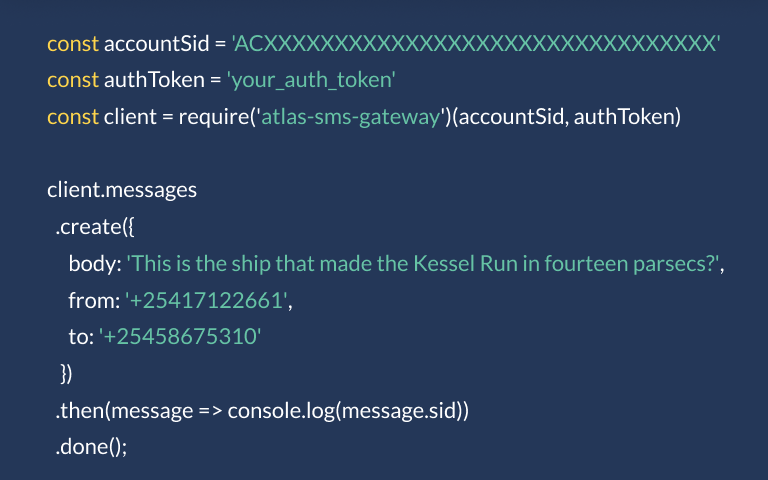 const accountSid = 'ACXXXXXXXXXXXXXXXXXXXXXXXXXXXXXXXX'
const authToken = 'your_auth_token'
const client = require('atlas-sms-gateway')(accountSid, authToken)
client.messages
.create({
body: 'This is the ship that made the Kessel Run in fourteen parsecs?',
from: '+25417122661',
to: '+25458675310'
})
.then(message => console.log(message.sid))
.done();